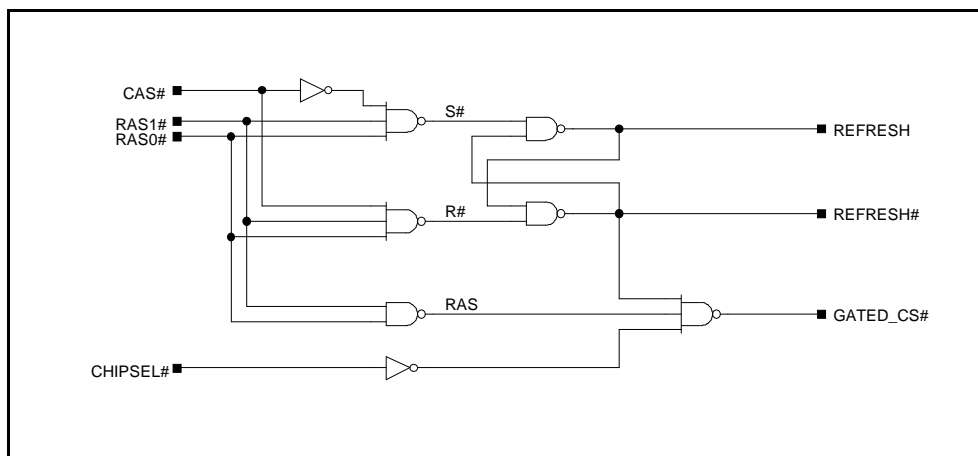 CAS#
RAS1#
RAS0#
S#
REFRESH
R#
REFRESH#
RAS
GATED_CS#
CHIPSEL#